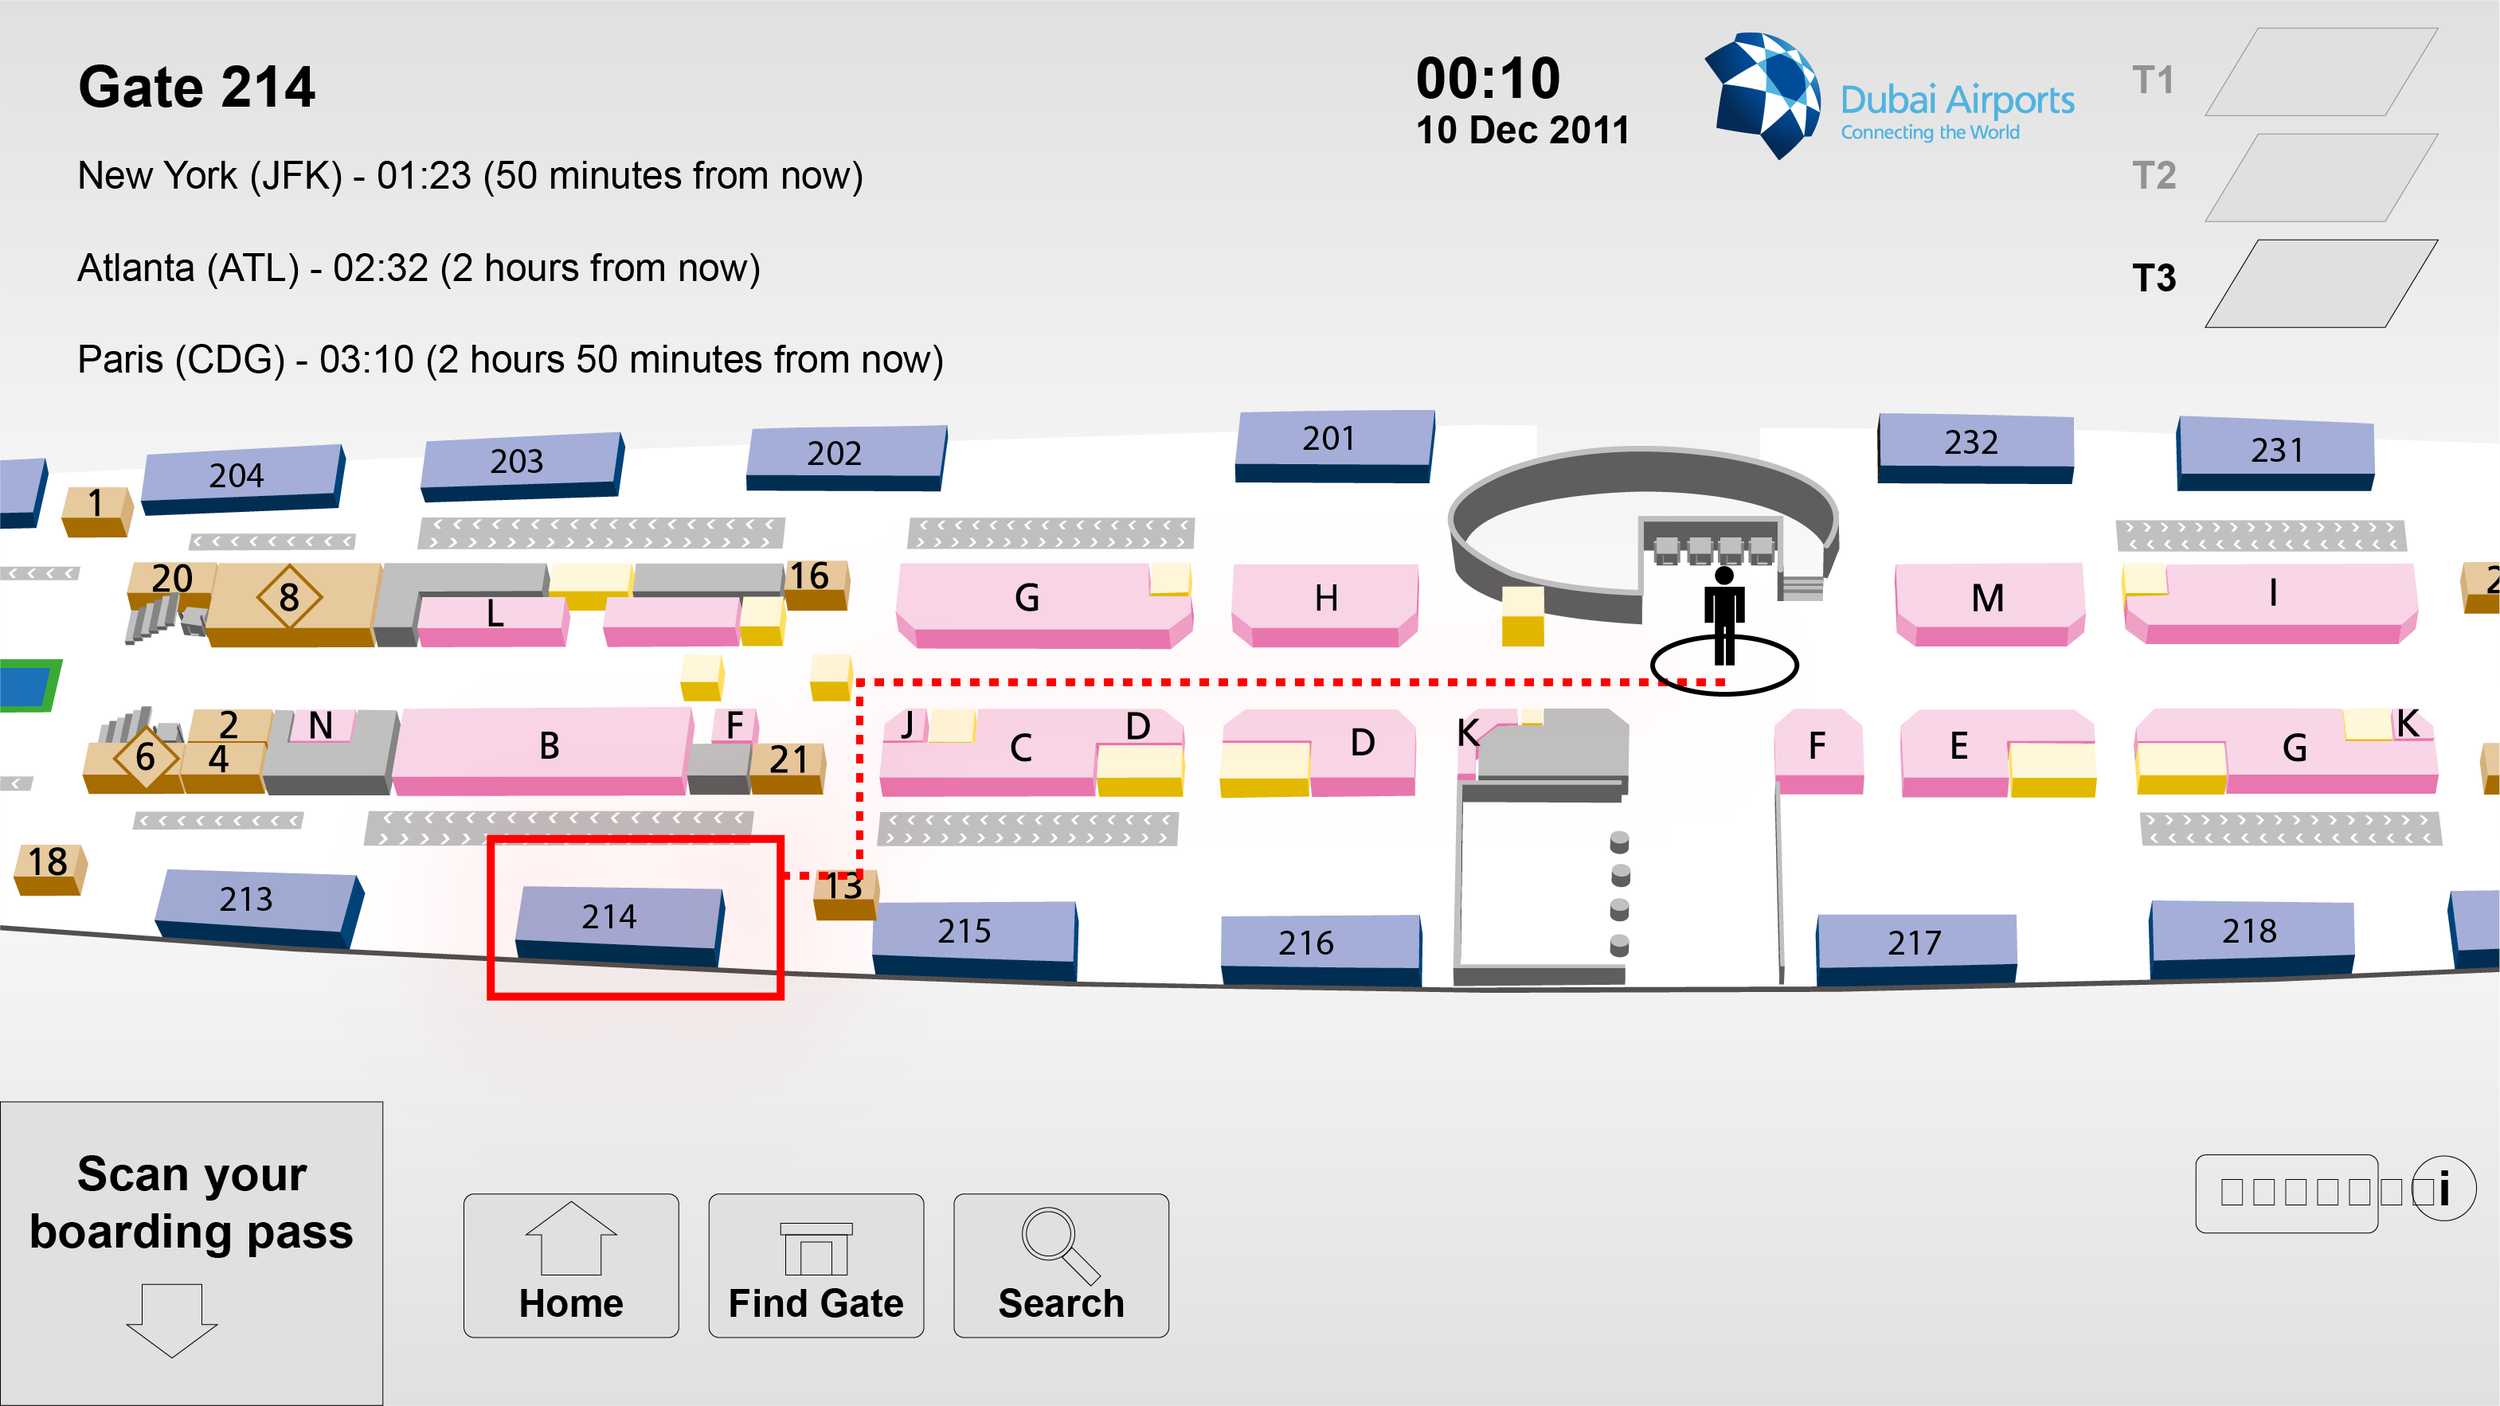 Gate 214
00:10
10 Dec 2011
Dubai Airports
Connecting the World
T1
T2
T3
New York (JFK) - 01:23 (50 minutes from now)
Atlanta (ATL) - 02:32 (2 hours from now)
Paris (CDG) - 03:10 (2 hours 50 minutes from now)
204 203 202 201 232 231
1
20 8 L 16 G H M I 2
2 N F J D K K
6 4 B 21 C D F E G
18 213 214 13 215 216 217 218
Scan your
boarding pass
Home
Find Gate
Search
i